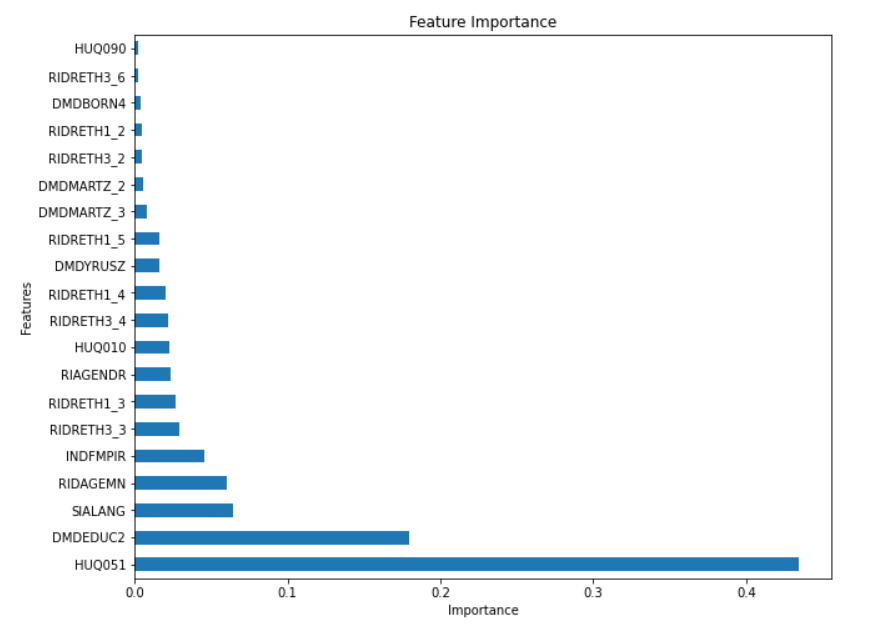 Feature Importance
HUQ090
RIDRETH3_6
DMDBORN4
RIDRETH1_2
RIDRETH3_2
DMDMARTZ_2
DMDMARTZ_3
RIDRETH1_5
DMDYRUSZ
RIDRETH1_4
RIDRETH3_4
HUQ010
RIAGENDR
RIDRETH1_3
RIDRETH3_3
INDFMPIR
RIDAGEMN
SIALANG
DMDEDUC2
HUQ051
Features
0.0 0.1 0.2 0.3 0.4
Importance